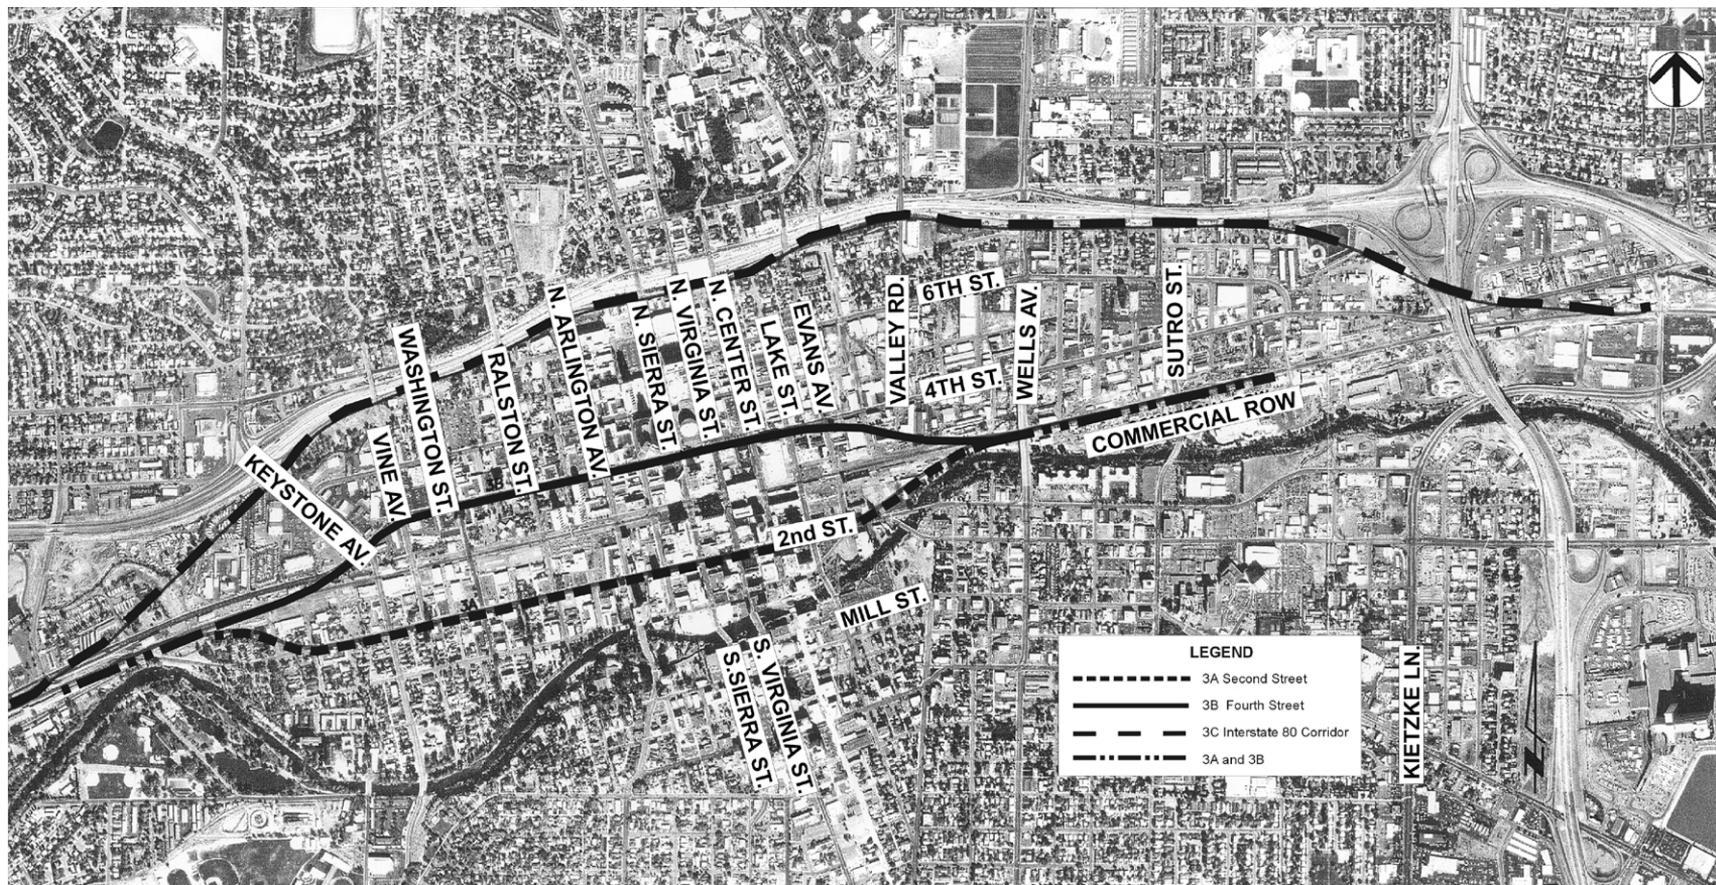 6TH ST.
N. ARLINGTON AV.
N. SIERRA ST.
N. VIRGINIA ST.
N. CENTER ST.
LAKE ST.
EVANS AV.
VALLEY RD.
WELLS AV.
SUTRO ST.
WASHINGTON ST.
RALSTON ST.
4TH ST.
COMMERCIAL ROW
VINE AV
KEYSTONE AV.
3B
2nd ST.
3A
MILL ST.
S. SIERRA ST.
S. VIRGINIA ST.
KIETZKE LN.
LEGEND
3A Second Street
3B Fourth Street
3C Interstate 80 Corridor
3A and 3B